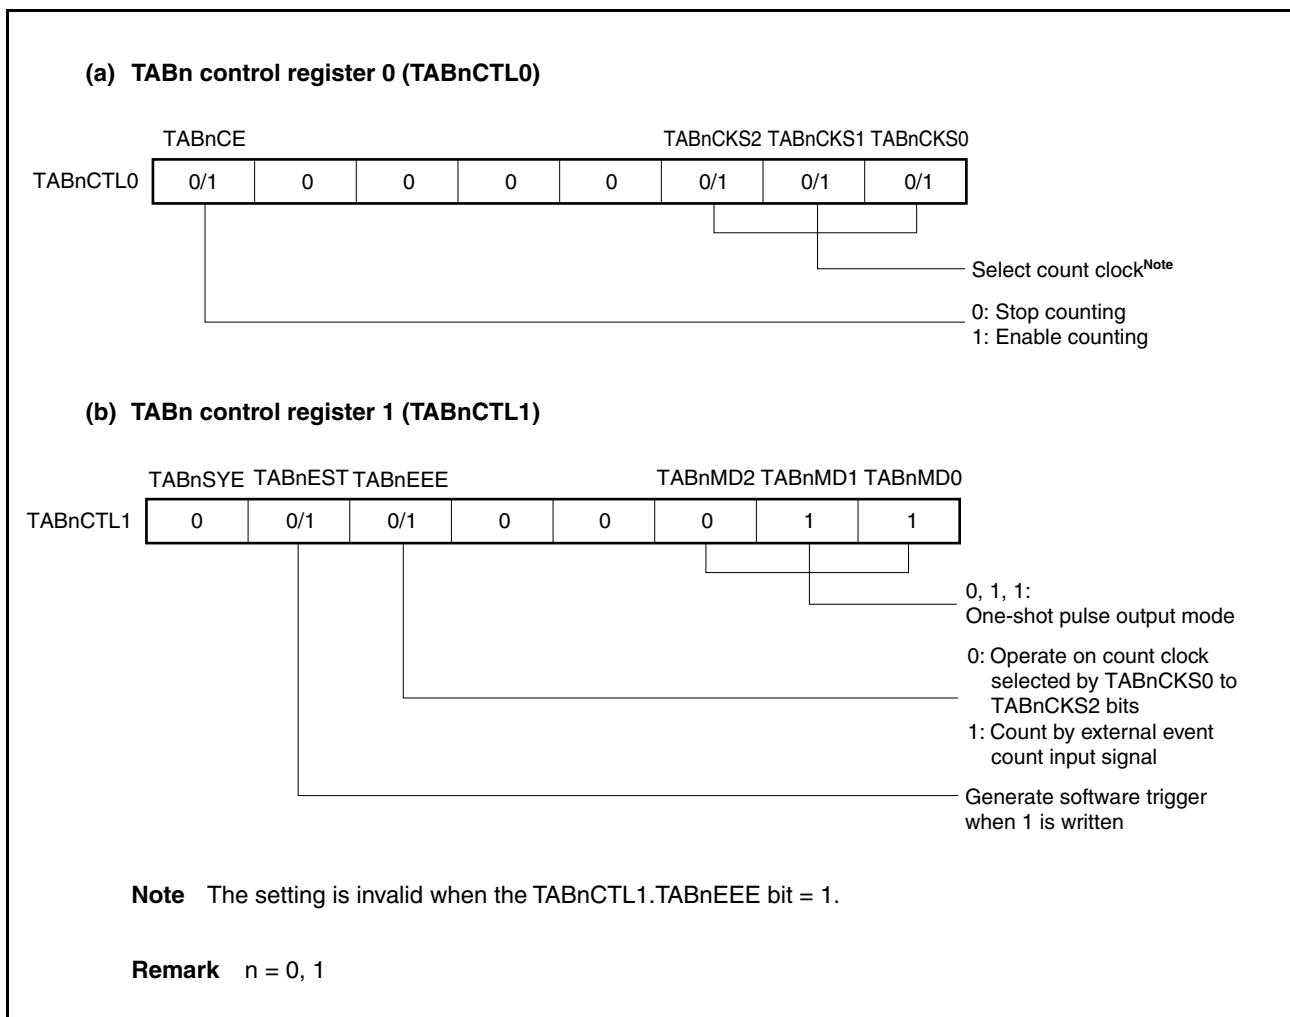 (a) TABn control register 0 (TABnCTL0)
TABnCE TABnCKS2 TABnCKS1 TABnCKS0
TABnCTL0 0/1 0 0 0 0 0/1 0/1 0/1
Select count clockNote
0: Stop counting
1: Enable counting
(b) TABn control register 1 (TABnCTL1)
TABnSYE TABnEST TABnEEE TABnMD2 TABnMD1 TABnMD0
TABnCTL1 0 0/1 0/1 0 0 0 1 1
0, 1, 1:
One-shot pulse output mode
0: Operate on count clock
selected by TABnCKS0 to
TABnCKS2 bits
1: Count by external event
count input signal
Generate software trigger
when 1 is written
Note The setting is invalid when the TABnCTL1.TABnEEE bit = 1.
Remark n = 0, 1